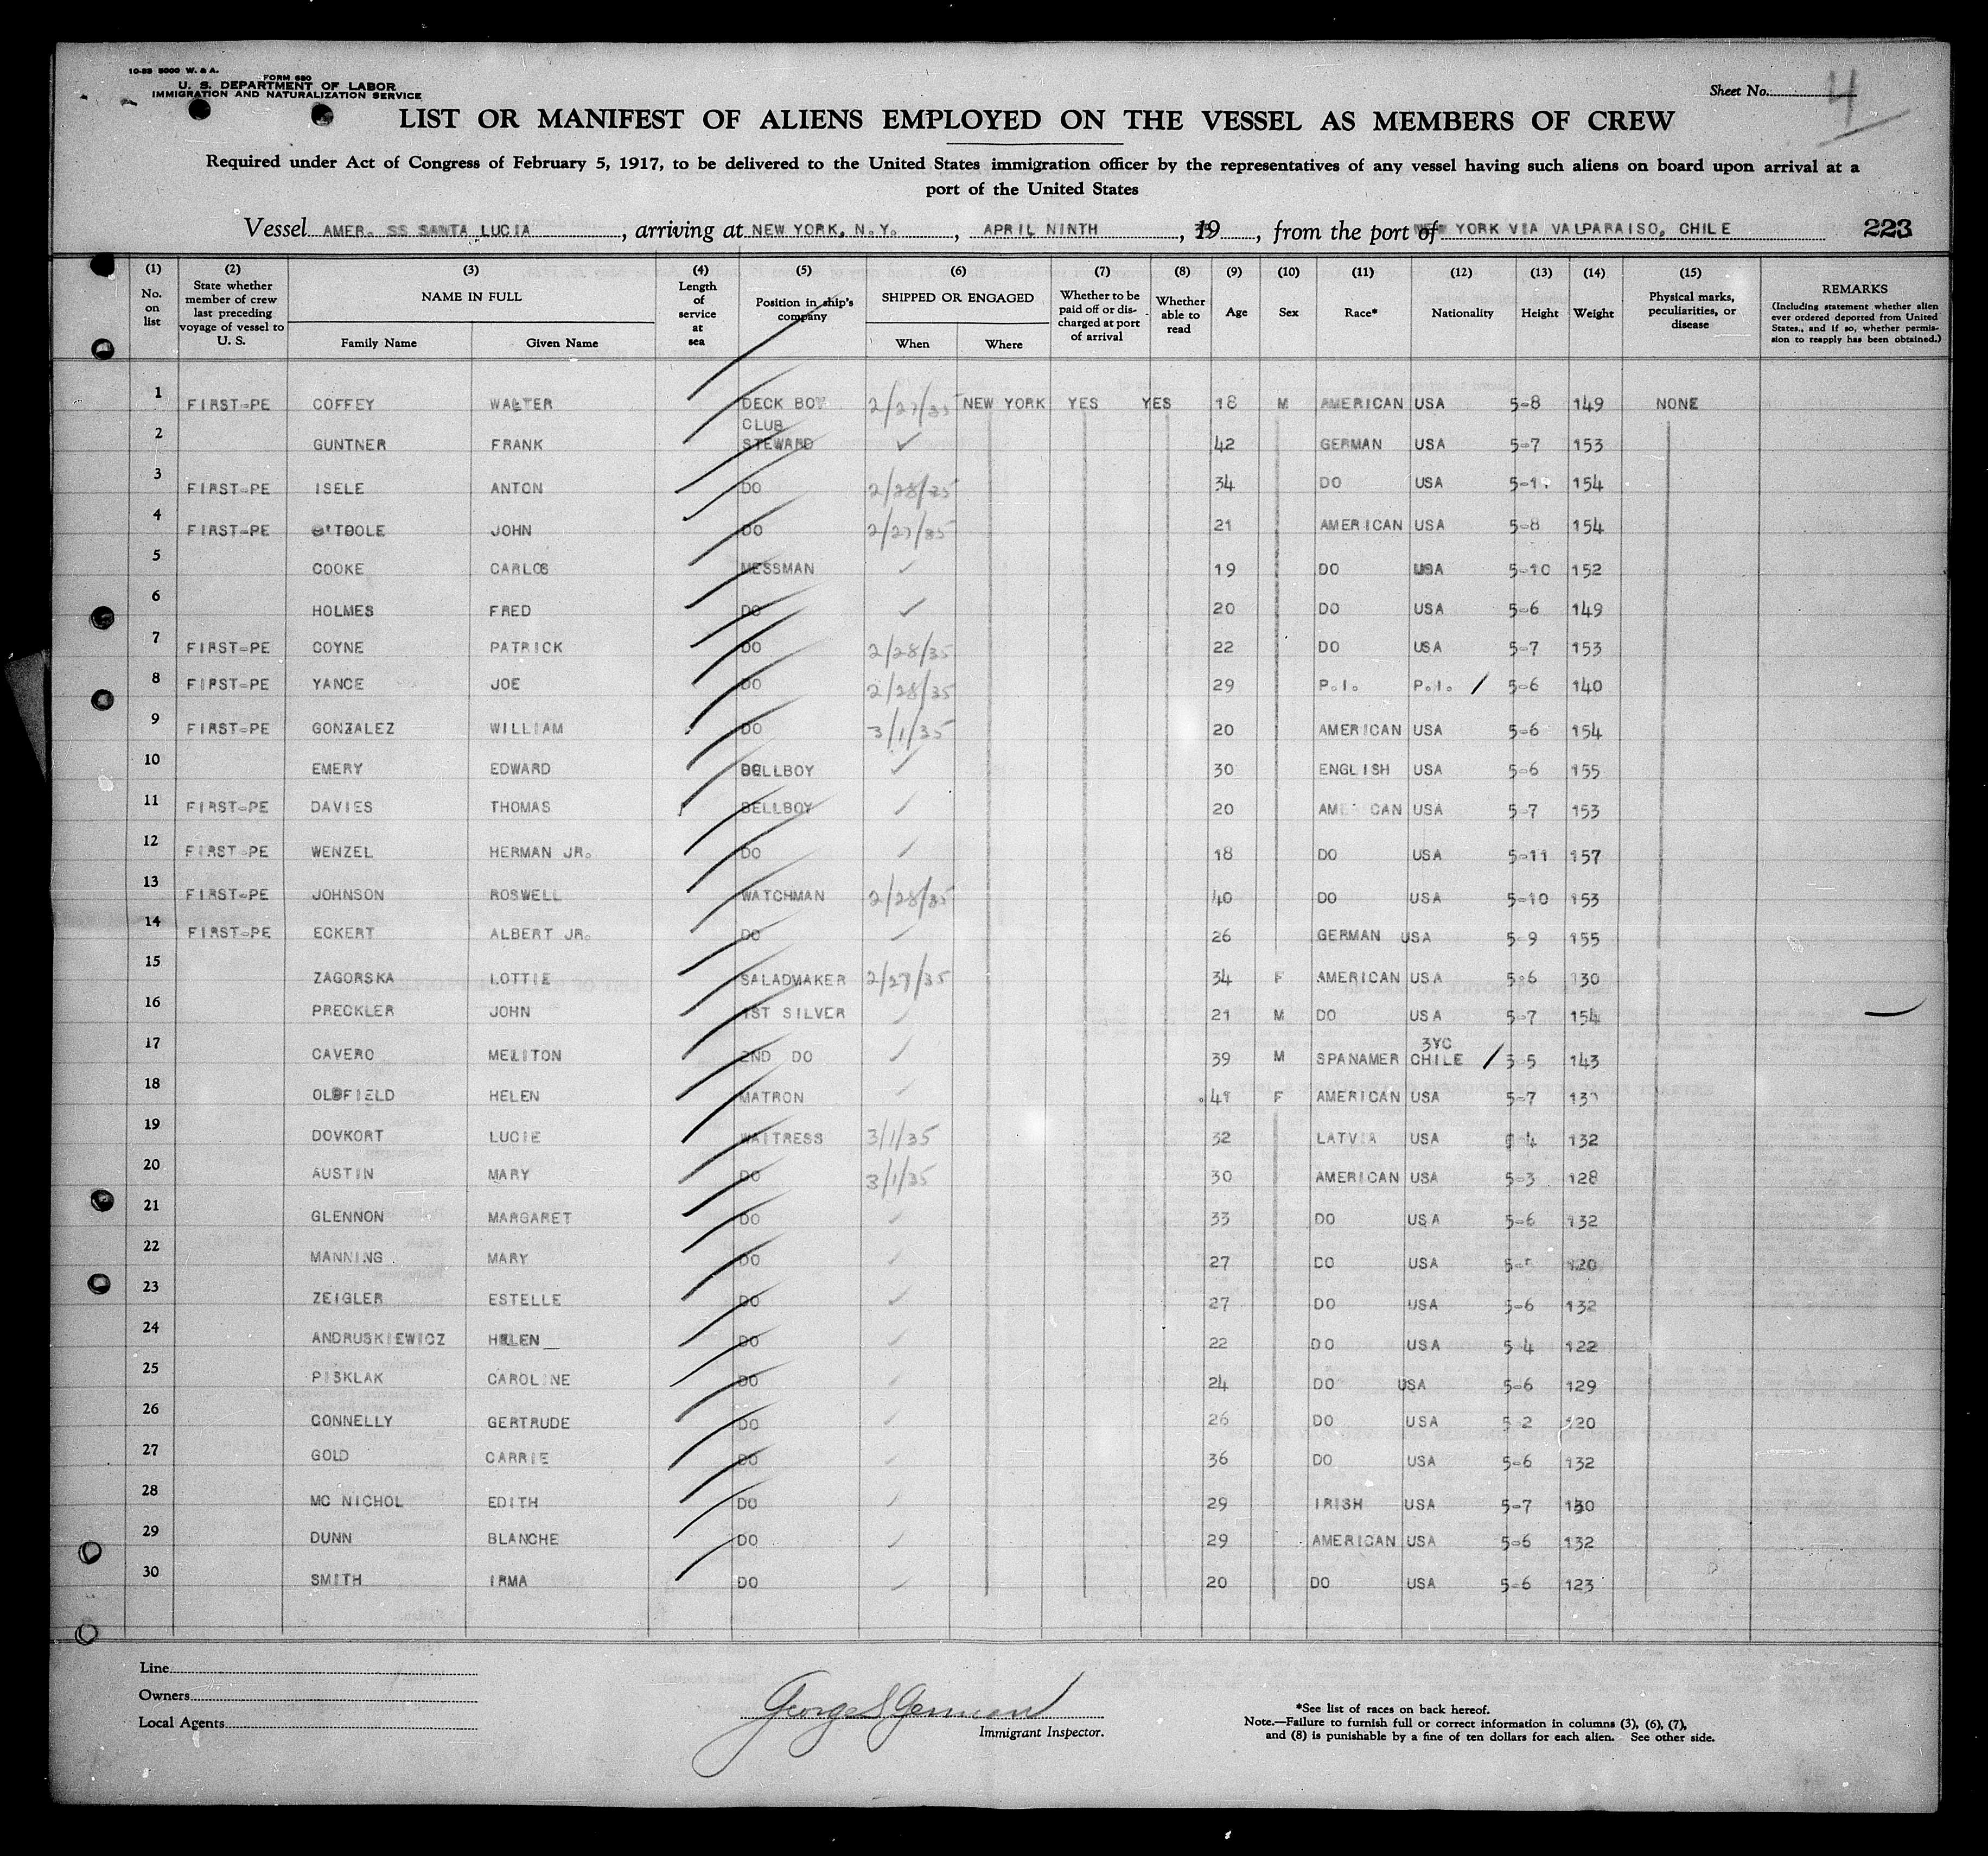 10-33 5000 W. & A.
FORM 680
U. S. DEPARTMENT OF LABOR
IMMIGRATION AND NATURALIZATION SERVICE
Sheet No. 4
LIST OR MANIFEST OF ALIENS EMPLOYED ON THE VESSEL AS MEMBERS OF CREW
Required under Act of Congress of February 5, 1917, to be delivered to the United States immigration officer by the representatives of any vessel having such aliens on board upon arrival at a
port of the United States
Vessel AMER. SS SANTA LUCIA, arriving at NEW YORK, N.Y., APRIL NINTH, 19, from the port of NEW YORK VIA VALPARAISO, CHILE 223
(1) No. on list
(2) State whether member of crew last preceding voyage of vessel to U. S.
(3) NAME IN FULL
Family Name
Given Name
(4) Length of service at sea
(5) Position in ship's company
(6) SHIPPED OR ENGAGED
When
Where
(7) Whether to be paid off or discharged at port of arrival
(8) Whether able to read
(9) Age
(10) Sex
(11) Race*
(12) Nationality
(13) Height
(14) Weight
(15) Physical marks, peculiarities, or disease
REMARKS
(Including statement whether alien ever ordered deported from United States., and if so, whether permission to reapply has been obtained.)
1 FIRST-PE COFFEY WALTER DECK BOY 2/27/35 NEW YORK YES YES 18 M AMERICAN USA 5-8 149 NONE
2 GUNTNER FRANK CLUB STEWARD ✓ 42 GERMAN USA 5-7 153
3 FIRST-PE ISELE ANTON DO 2/28/35 34 DO USA 154
4 FIRST-PE O'TOOLE JOHN DO 2/27/35 21 AMERICAN USA 5-8 154
5 COOKE CARLOS MESSMAN ✓ 19 DO USA 5-10 152
6 HOLMES FRED DO ✓ 20 DO USA 5-6 149
7 FIRST-PE COYNE PATRICK DO 2/28/35 22 DO USA 5-7 153
8 FIRST-PE YANCE JOE DO 2/28/35 29 P.I. P.I. / 5-6 140
9 FIRST-PE GONZALEZ WILLIAM DO 3/1/35 20 AMERICAN USA 5-6 154
10 EMERY EDWARD BELLBOY ✓ 30 ENGLISH USA 5-6 155
11 FIRST-PE DAVIES THOMAS BELLBOY ✓ 20 AMERICAN USA 5-7 153
12 FIRST-PE WENZEL HERMAN JR. DO ✓ 18 DO USA 5-11 157
13 FIRST-PE JOHNSON ROSWELL WATCHMAN 2/28/35 40 DO USA 5-10 153
14 FIRST-PE ECKERT ALBERT JR. DO ✓ 26 GERMAN USA 5-9 155
15 ZAGORSKA LOTTIE SALADMAKER 2/27/35 34 F AMERICAN USA 5-6 130
16 PRECKLER JOHN 1ST SILVER ✓ 21 M DO USA 5-7 154
17 CAVERO MELITON 2ND DO ✓ 39 M SPANAMER 3YC CHILE / 143
18 OLDFIELD HELEN MATRON ✓ 41 F AMERICAN USA 5-7
19 DOVKORT LUCIE WAITRESS 3/1/35 32 LATVIA USA 132
20 AUSTIN MARY DO 3/1/35 30 AMERICAN USA 5-3 128
21 GLENNON MARGARET DO ✓ 33 DO USA 5-6 132
22 MANNING MARY DO ✓ 27 DO USA 120
23 ZEIGLER ESTELLE DO ✓ 27 DO USA 5-6 132
24 ANDRUSKIEWICZ HELEN DO ✓ 22 DO USA 5-4 122
25 PISKLAK CAROLINE DO ✓ 24 DO USA 5-6 129
26 CONNELLY GERTRUDE DO ✓ 26 DO USA 5-2 120
27 GOLD CARRIE DO ✓ 36 DO USA 5-6 132
28 MC NICHOL EDITH DO ✓ 29 IRISH USA 5-7 130
29 DUNN BLANCHE DO ✓ 29 AMERICAN USA 5-6 132
30 SMITH IRMA DO ✓ 20 DO USA 5-6 123
Line
Owners
Local Agents
George S German
Immigrant Inspector.
*See list of races on back hereof.
Note.—Failure to furnish full or correct information in columns (3), (6), (7),
and (8) is punishable by a fine of ten dollars for each alien. See other side.